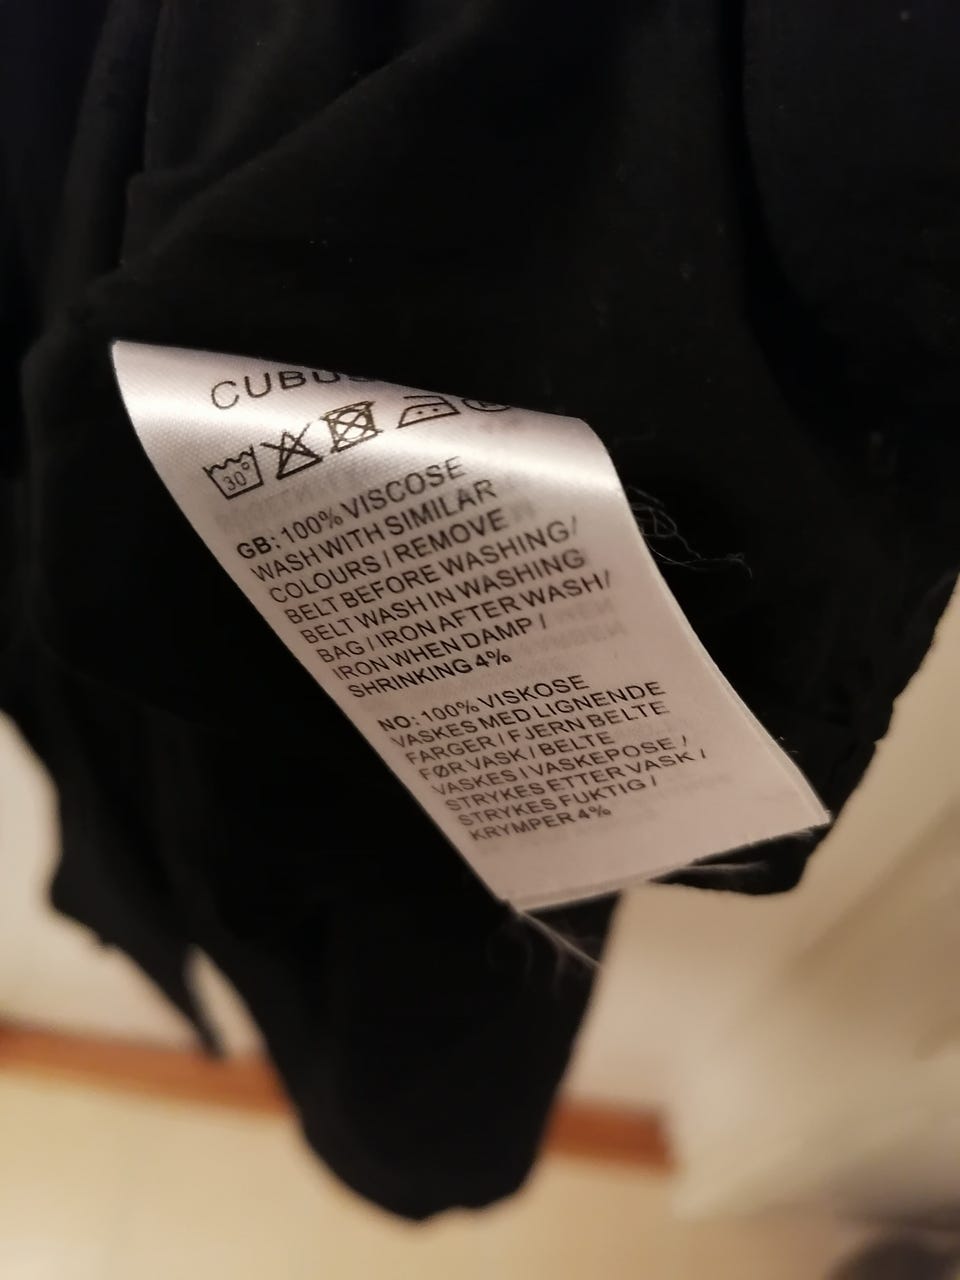 CUBUS
30°
GB: 100% VISCOSE
WASH WITH SIMILAR
COLOURS / REMOVE
BELT BEFORE WASHING/
BELT WASH IN WASHING
BAG / IRON AFTER WASH/
IRON WHEN DAMP /
SHRINKING 4%
NO: 100% VISKOSE
VASKES MED LIGNENDE
FARGER / FJERN BELTE
FØR VASK / BELTE
VASKES I VASKEPOSE /
STRYKES ETTER VASK /
STRYKES FUKTIG /
KRYMPER 4%